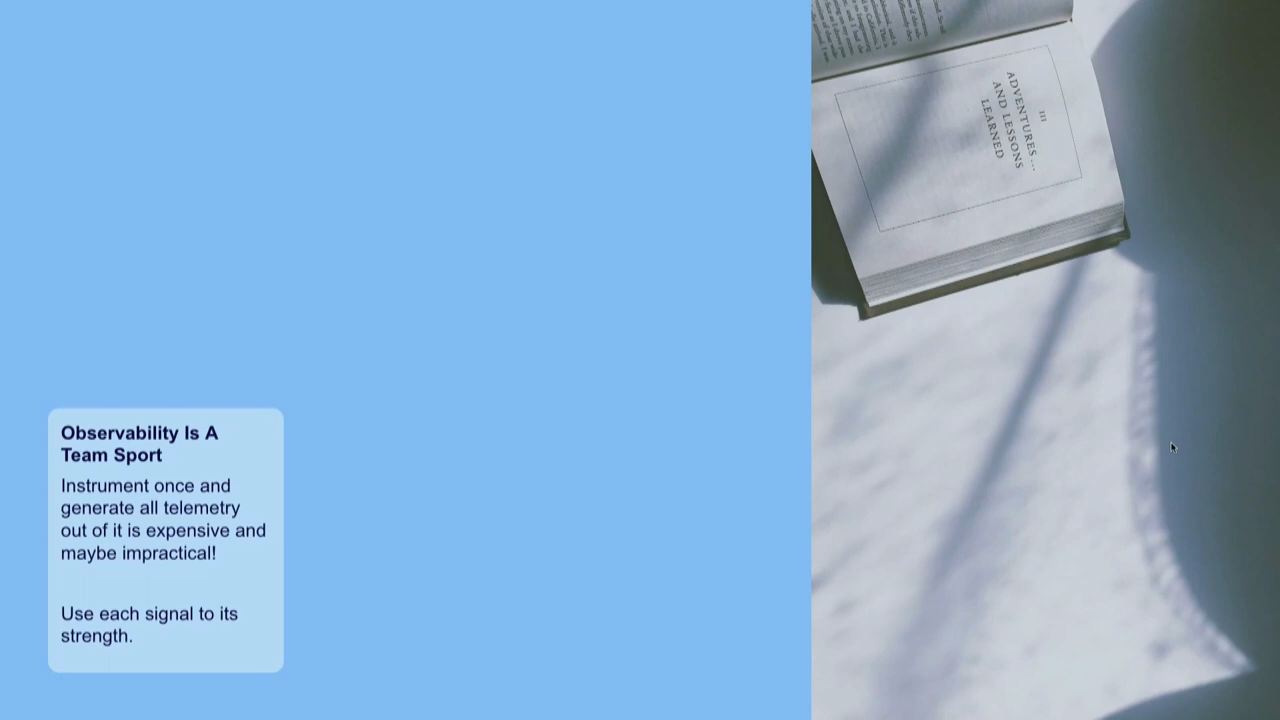 Observability Is A
Team Sport
Instrument once and
generate all telemetry
out of it is expensive and
maybe impractical!
Use each signal to its
strength.
III
ADVENTURES...
AND LESSONS
LEARNED